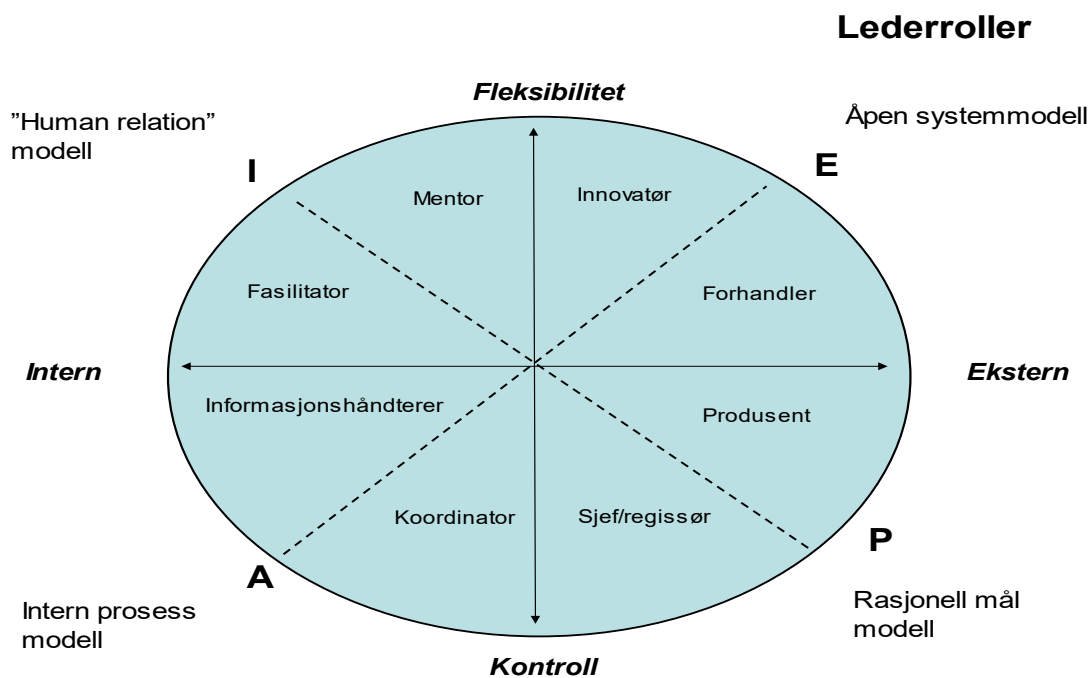 Lederroller
Fleksibilitet
”Human relation”
modell
Åpen systemmodell
I
E
Mentor
Innovatør
Fasilitator
Forhandler
Intern
Ekstern
Informasjonshåndterer
Produsent
Koordinator
Sjef/regissør
A
P
Intern prosess
modell
Rasjonell mål
modell
Kontroll